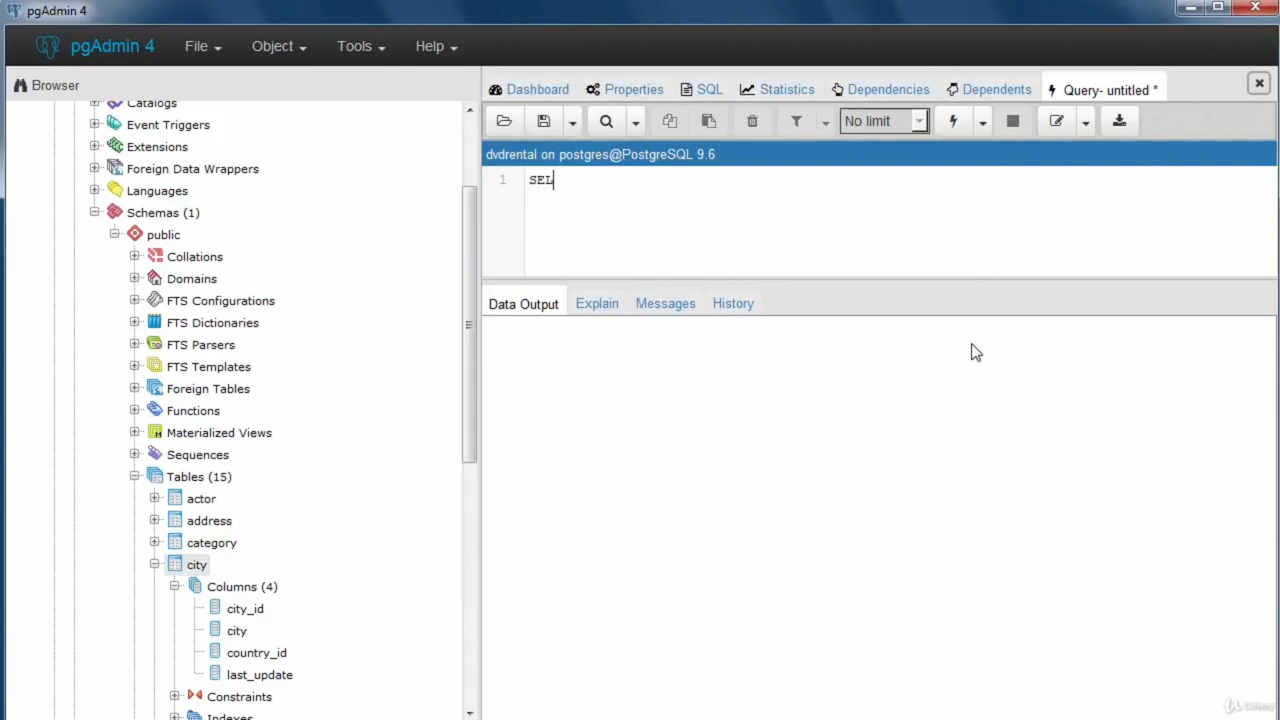 pgAdmin 4
pgAdmin 4 File Object Tools Help
Browser
Dashboard Properties SQL Statistics Dependencies Dependents Query- untitled *
No limit
dvdrental on postgres@PostgreSQL 9.6
1 SEL
Data Output Explain Messages History
Catalogs
Event Triggers
Extensions
Foreign Data Wrappers
Languages
Schemas (1)
public
Collations
Domains
FTS Configurations
FTS Dictionaries
FTS Parsers
FTS Templates
Foreign Tables
Functions
Materialized Views
Sequences
Tables (15)
actor
address
category
city
Columns (4)
city_id
city
country_id
last_update
Constraints
Indexes
Udemy